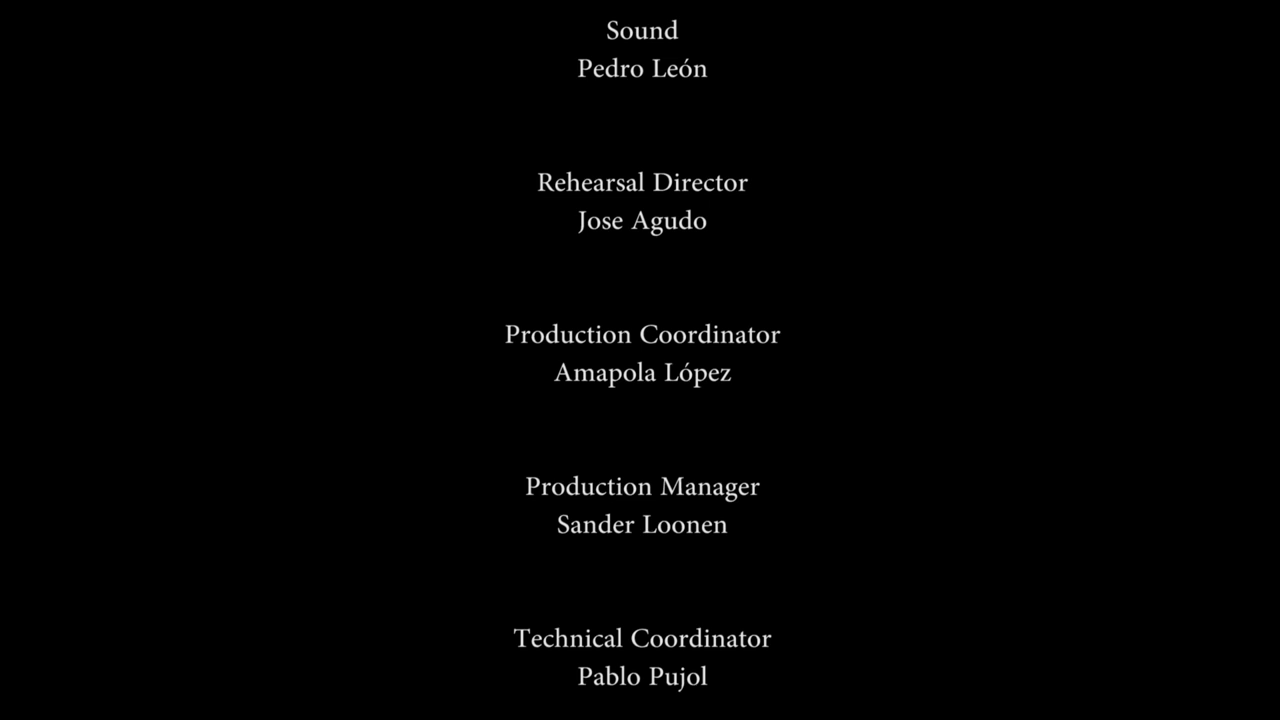 Sound
Pedro León
Rehearsal Director
Jose Agudo
Production Coordinator
Amapola López
Production Manager
Sander Loonen
Technical Coordinator
Pablo Pujol